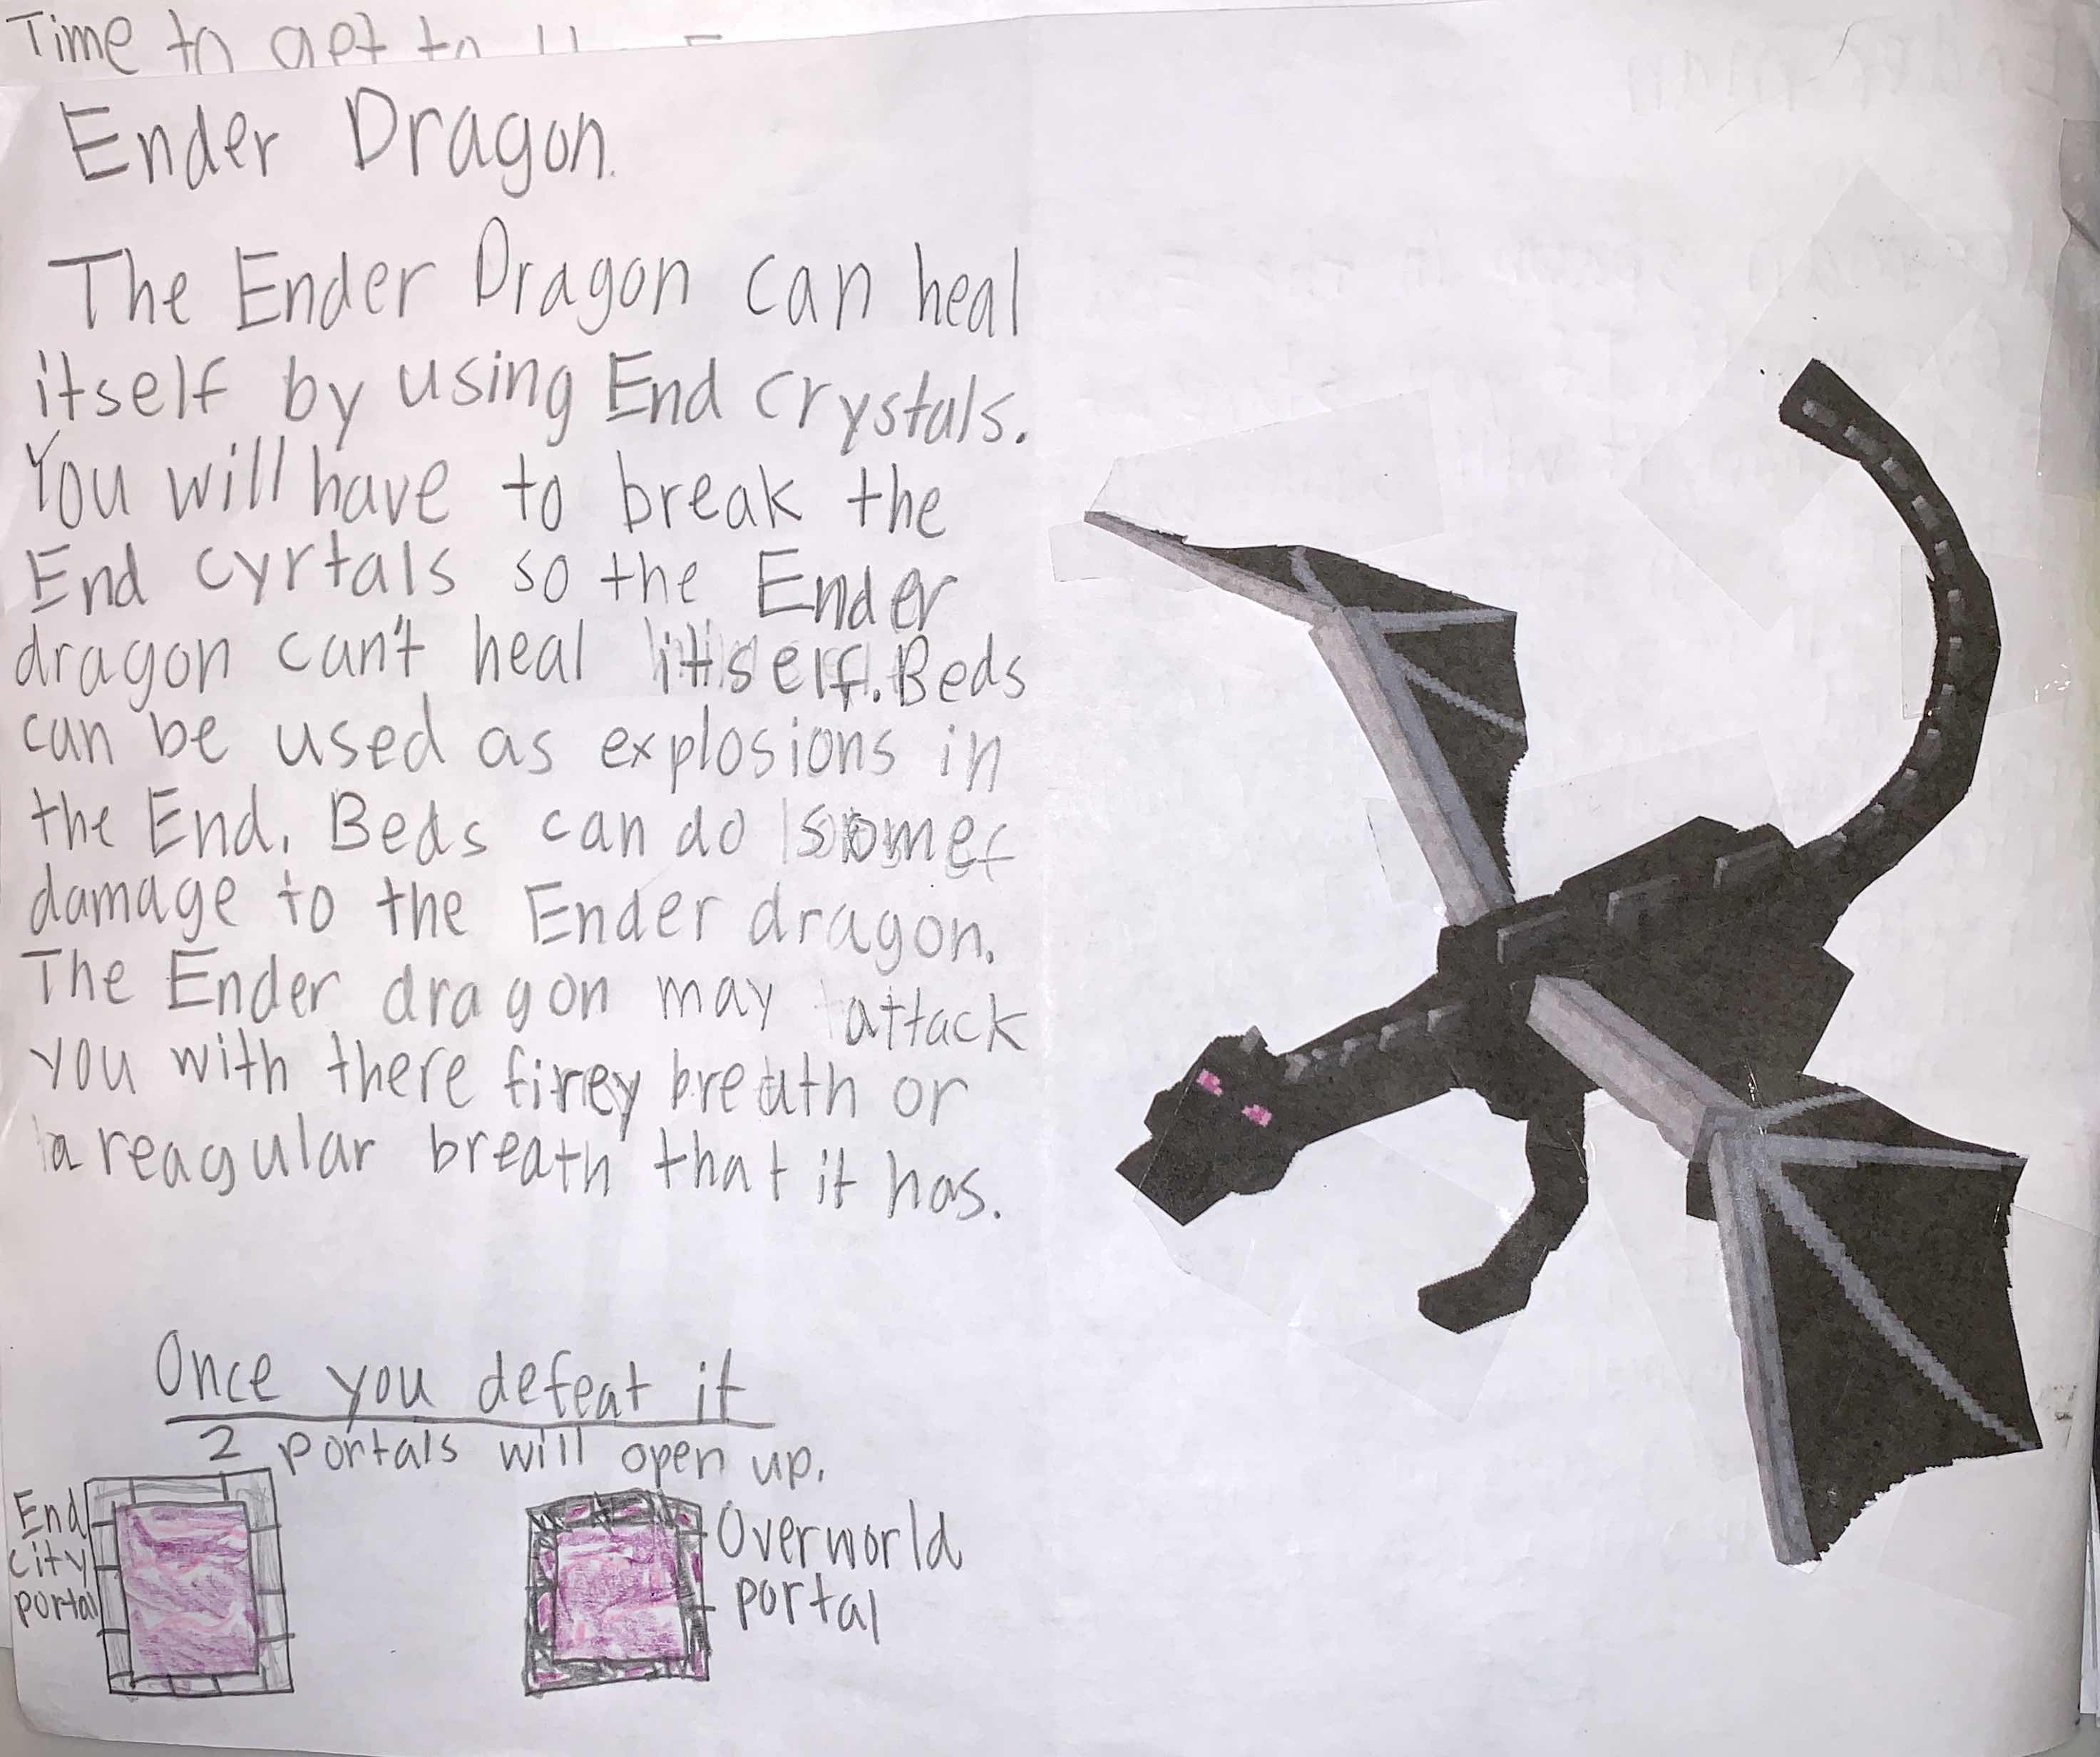 Time to get to
Ender Dragon.
The Ender Dragon can heal
itself by using End crystals.
You will have to break the
End cyrtals so the Ender
dragon can't heal itself. Beds
can be used as explosions in
the End. Beds can do some
damage to the Ender dragon.
The Ender dragon may attack
you with there firey breath or
a reagular breath that it has.
Once you defeat it
2 portals will open up.
End
city
portal
Overworld
portal